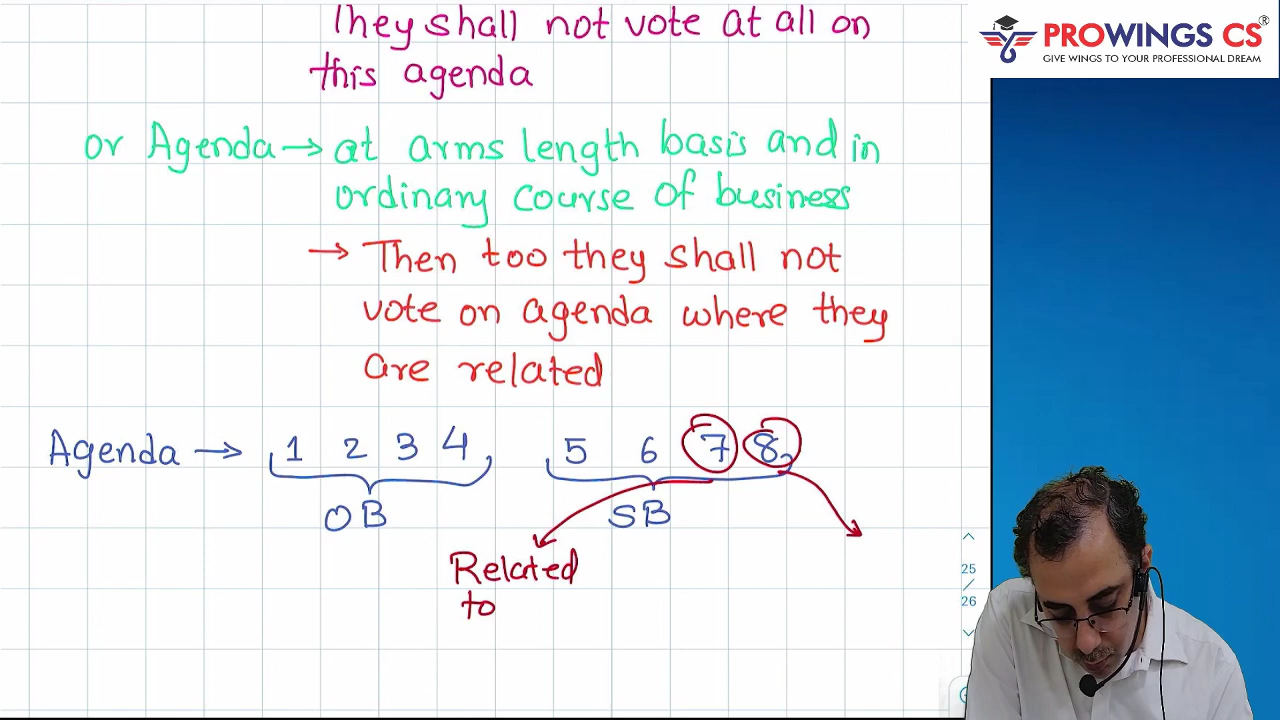 They shall not vote at all on
this agenda
PROWINGS CS®
GIVE WINGS TO YOUR PROFESSIONAL DREAM
or Agenda → at arms length basis and in
ordinary course of business
→ Then too they shall not
vote on agenda where they
are related
Agenda → 1 2 3 4 5 6 7 8
OB SB
Related
to
25
/
26